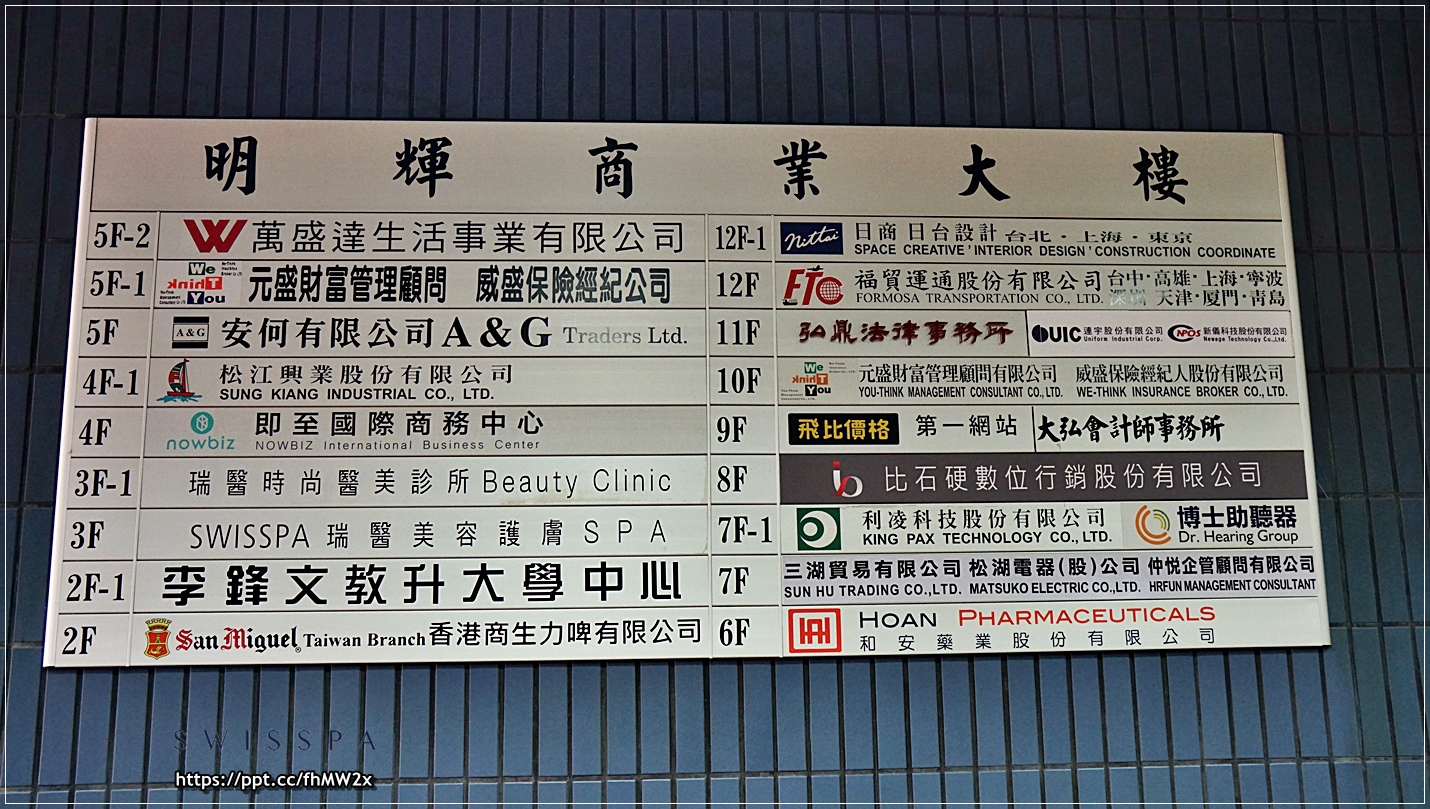 明輝商業大樓
5F-2 W 萬盛達生活事業有限公司
5F-1 We Think You 元盛財富管理顧問 威盛保險經紀公司
5F A&G 安何有限公司 A & G Traders Ltd.
4F-1 松江興業股份有限公司
SUNG KIANG INDUSTRIAL CO., LTD.
4F nowbiz 即至國際商務中心
NOWBIZ International Business Center
3F-1 瑞醫時尚醫美診所 Beauty Clinic
3F SWISSPA 瑞醫美容護膚SPA
2F-1 李鋒文教升大學中心
2F San Miguel® Taiwan Branch 香港商生力啤有限公司
12F-1 Nittai 日商 日台設計 台北・上海・東京
SPACE CREATIVE ' INTERIOR DESIGN ' CONSTRUCTION COORDINATE
12F FTC 福貿運通股份有限公司 台中・高雄・上海・寧波
FORMOSA TRANSPORTATION CO., LTD. 深圳 天津・廈門・青島
11F 弘鼎法律事務所 UIC 連宇股份有限公司 NPOS 新儀科技股份有限公司
Uniform Industrial Corp. Newage Technology Co.,Ltd.
10F We Think You 元盛財富管理顧問有限公司 威盛保險經紀人股份有限公司
YOU-THINK MANAGEMENT CONSULTANT CO., LTD. WE-THINK INSURANCE BROKER CO., LTD.
9F 飛比價格 第一網站 大弘會計師事務所
8F 比石硬數位行銷股份有限公司
7F-1 利凌科技股份有限公司 博士助聽器
KING PAX TECHNOLOGY CO., LTD. Dr. Hearing Group
7F 三湖貿易有限公司 松湖電器(股)公司 仲悦企管顧問有限公司
SUN HU TRADING CO.,LTD. MATSUKO ELECTRIC CO.,LTD. HRFUN MANAGEMENT CONSULTANT
6F HOAN PHARMACEUTICALS
和安藥業股份有限公司
SWISSPA
https://ppt.cc/fhMW2x